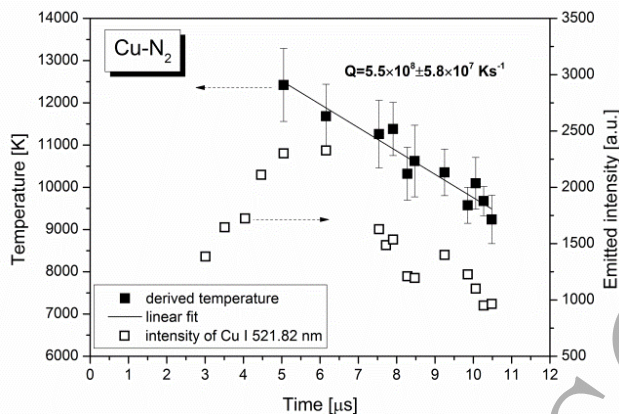 Cu-N₂
Q=5.5×10⁸±5.8×10⁷ Ks⁻¹
Temperature [K]
14000
13000
12000
11000
10000
9000
8000
7000
6000
Emitted intensity [a.u.]
3500
3000
2500
2000
1500
1000
500
derived temperature
linear fit
intensity of Cu I 521.82 nm
0 1 2 3 4 5 6 7 8 9 10 11 12
Time [μs]